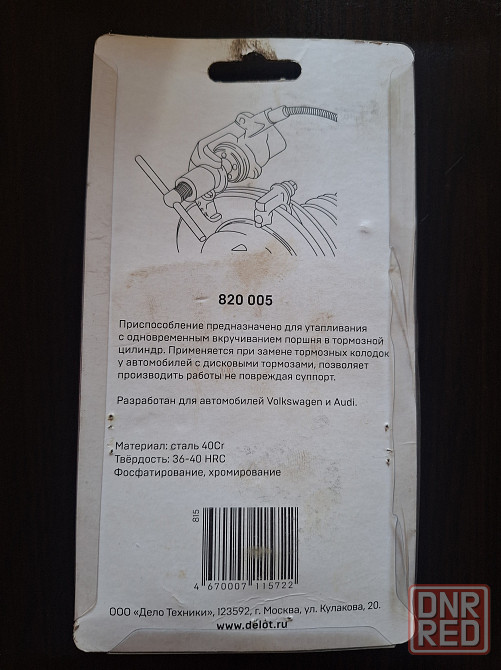 820 005
Приспособление предназначено для утапливания
с одновременным вкручиванием поршня в тормозной
цилиндр. Применяется при замене тормозных колодок
у автомобилей с дисковыми тормозами, позволяет
производить работы не повреждая суппорт.
Разработан для автомобилей Volkswagen и Audi.
Материал: сталь 40Cr
Твёрдость: 36-40 HRC
Фосфатирование, хромирование
815
4 670007 115722
ООО «Дело Техники», 123592, г. Москва, ул. Кулакова, 20.
www.delot.ru
DNR
RED